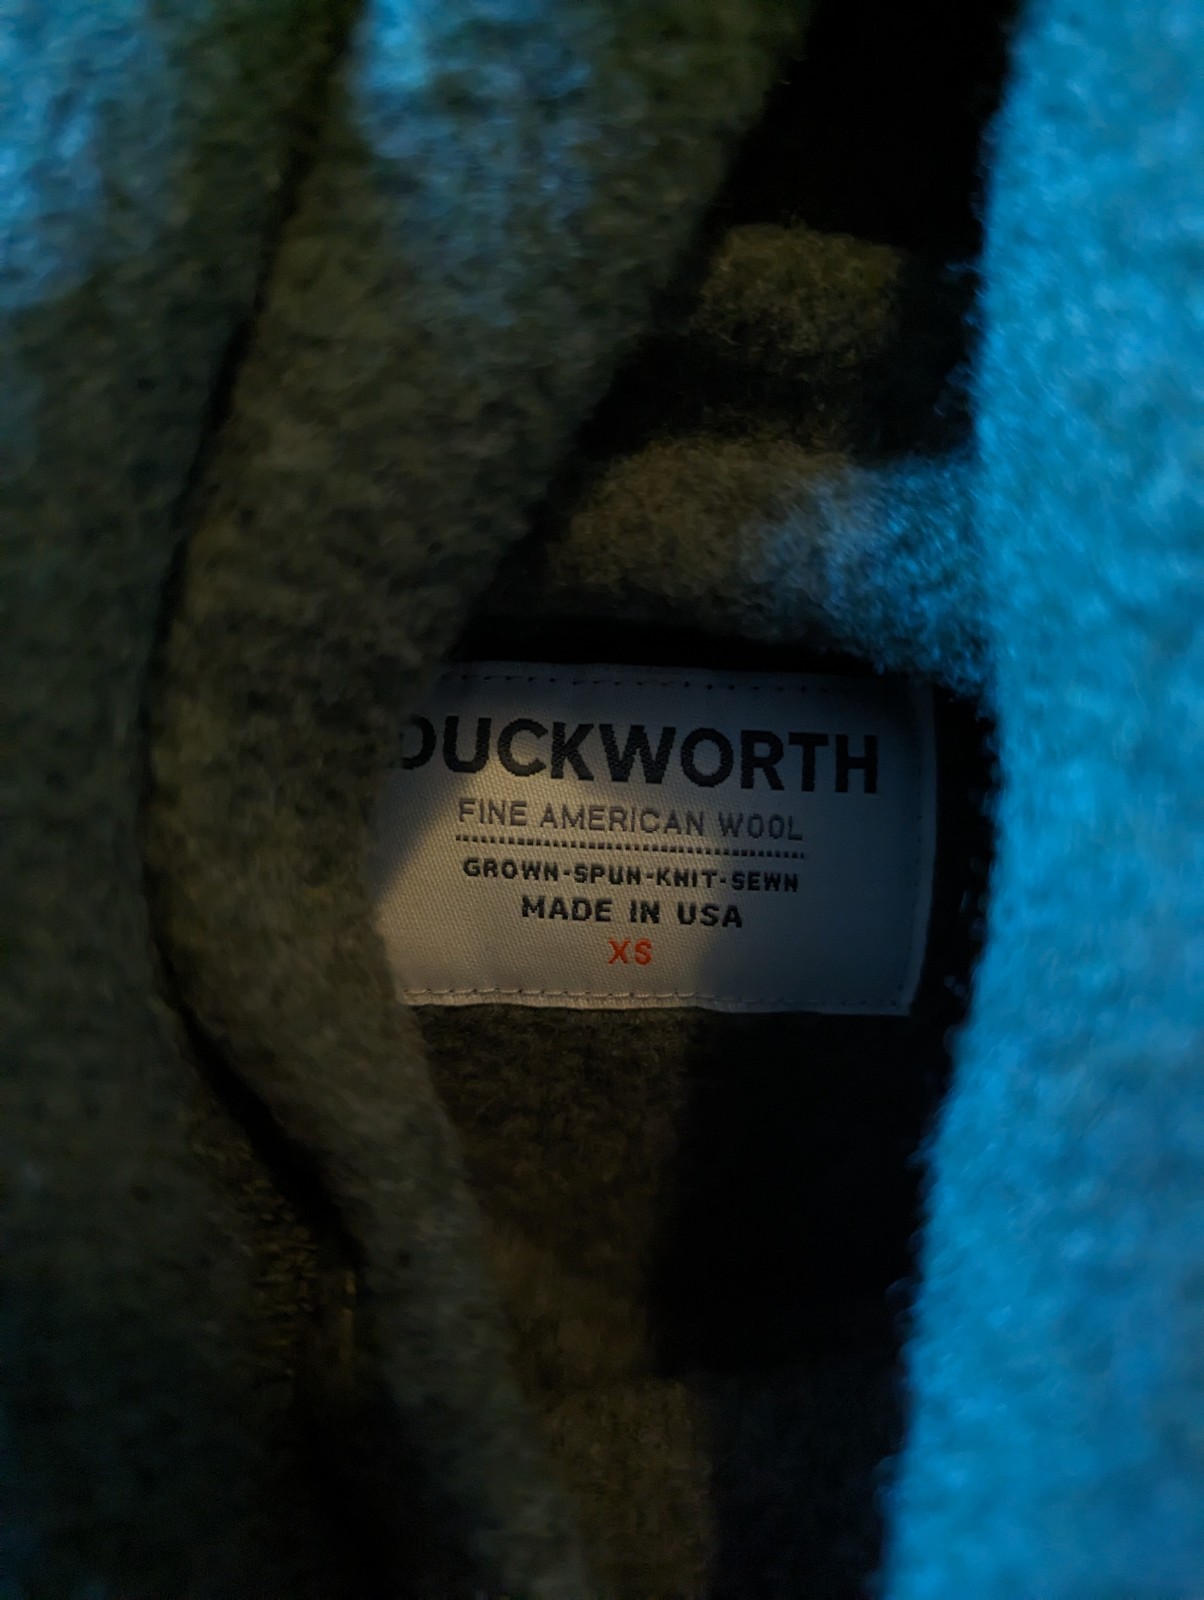 DUCKWORTH
FINE AMERICAN WOOL
GROWN-SPUN-KNIT-SEWN
MADE IN USA
XS